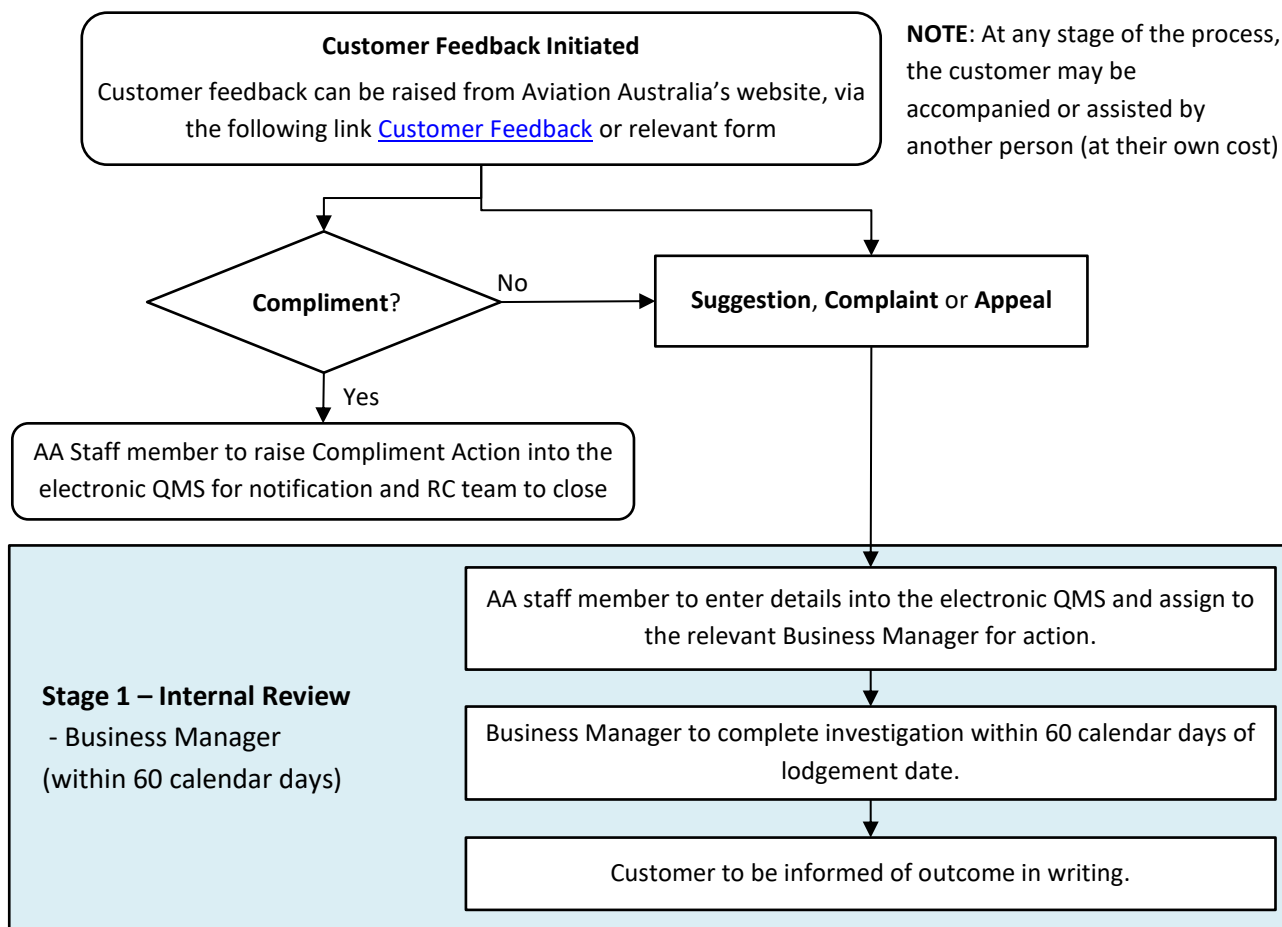 Customer Feedback Initiated
Customer feedback can be raised from Aviation Australia's website, via
the following link Customer Feedback or relevant form
NOTE: At any stage of the process,
the customer may be
accompanied or assisted by
another person (at their own cost)
Compliment?
No
Suggestion, Complaint or Appeal
Yes
AA Staff member to raise Compliment Action into the
electronic QMS for notification and RC team to close
Stage 1 – Internal Review
- Business Manager
(within 60 calendar days)
AA staff member to enter details into the electronic QMS and assign to
the relevant Business Manager for action.
Business Manager to complete investigation within 60 calendar days of
lodgement date.
Customer to be informed of outcome in writing.